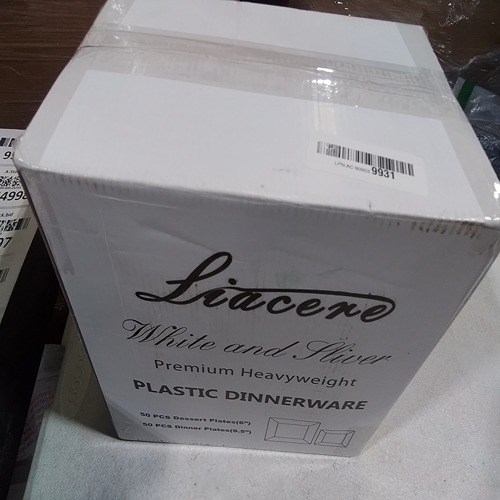 9931
Liacere
White and Sliver
Premium Heavyweight
PLASTIC DINNERWARE
50 PCS Dessert Plates(6")
50 PCS Dinner Plates(9.5")